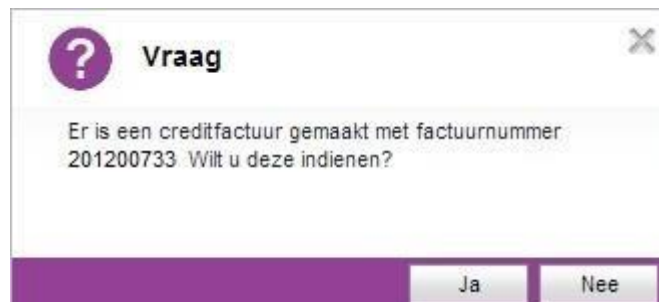 ?
Vraag
Er is een creditfactuur gemaakt met factuurnummer
201200733 Wilt u deze indienen?
Ja
Nee